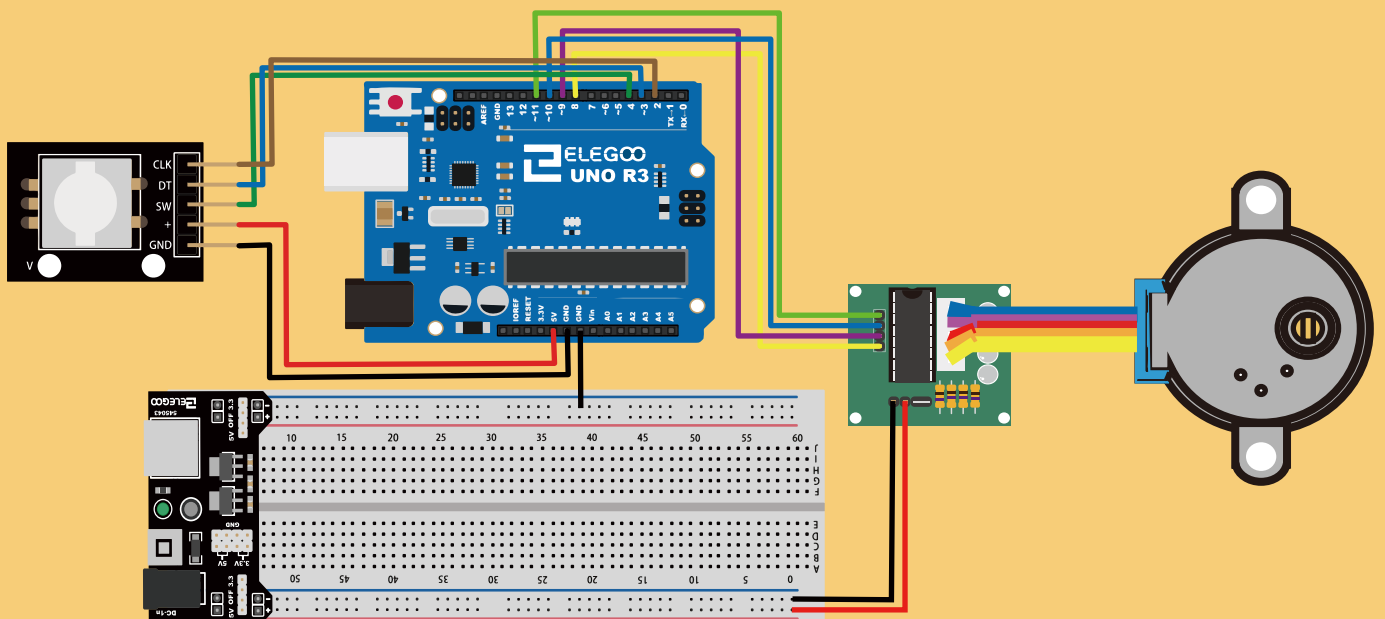 CLK
DT
SW
+
GND
V
AREF
GND
13
12
~11
~10
~9
8
7
~6
~5
4
~3
2
TX→1
RX←0
ELEGOO
UNO R3
IOREF
RESET
3.3V
5V
GND
GND
Vin
A0
A1
A2
A3
A4
A5
ELEGOO
545043
5V OFF 3.3
- +
10 15 20 25 30 35 40 45 50 55 60
J
I
H
G
F
GND
5V
3.3V
E
D
C
B
A
50 45 40 35 30 25 20 15 10 5 0
5V OFF 3.3
- +
DC-in